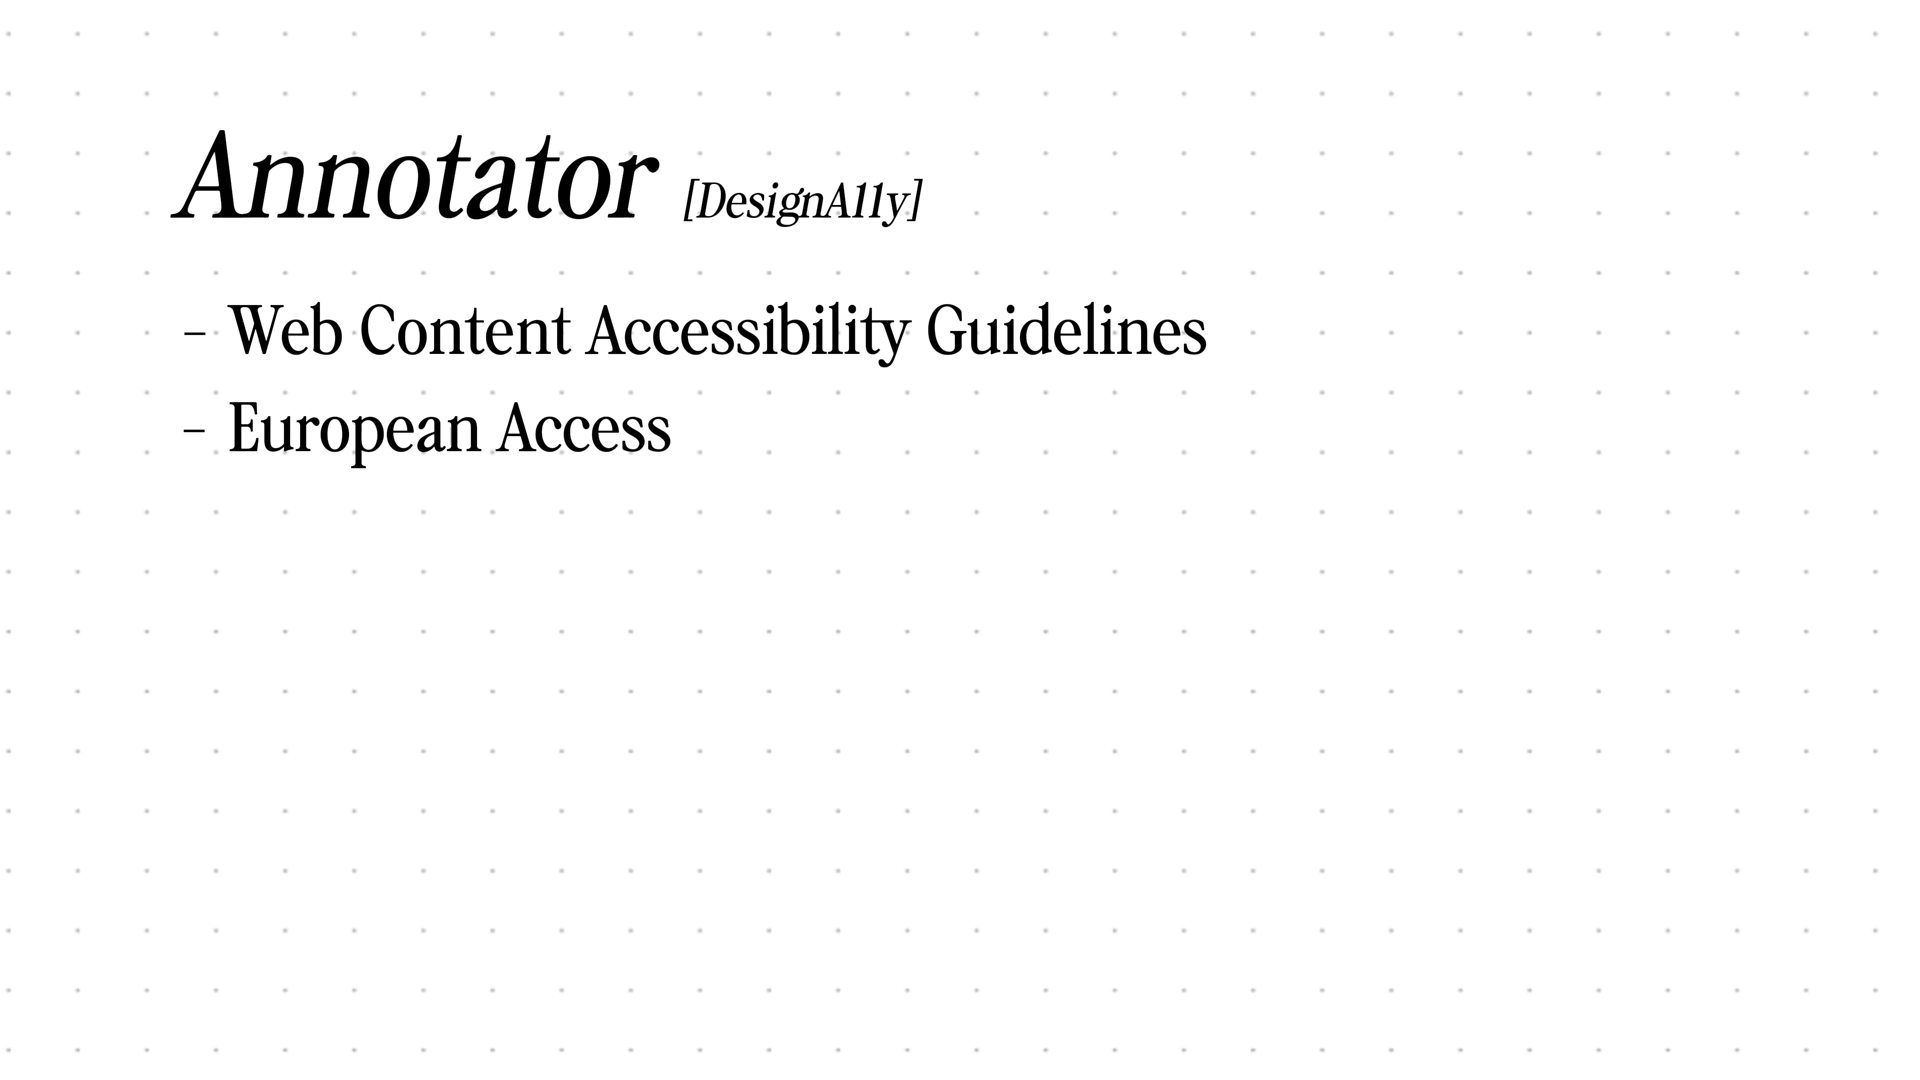 Annotator [DesignA11y]
– Web Content Accessibility Guidelines
– European Access